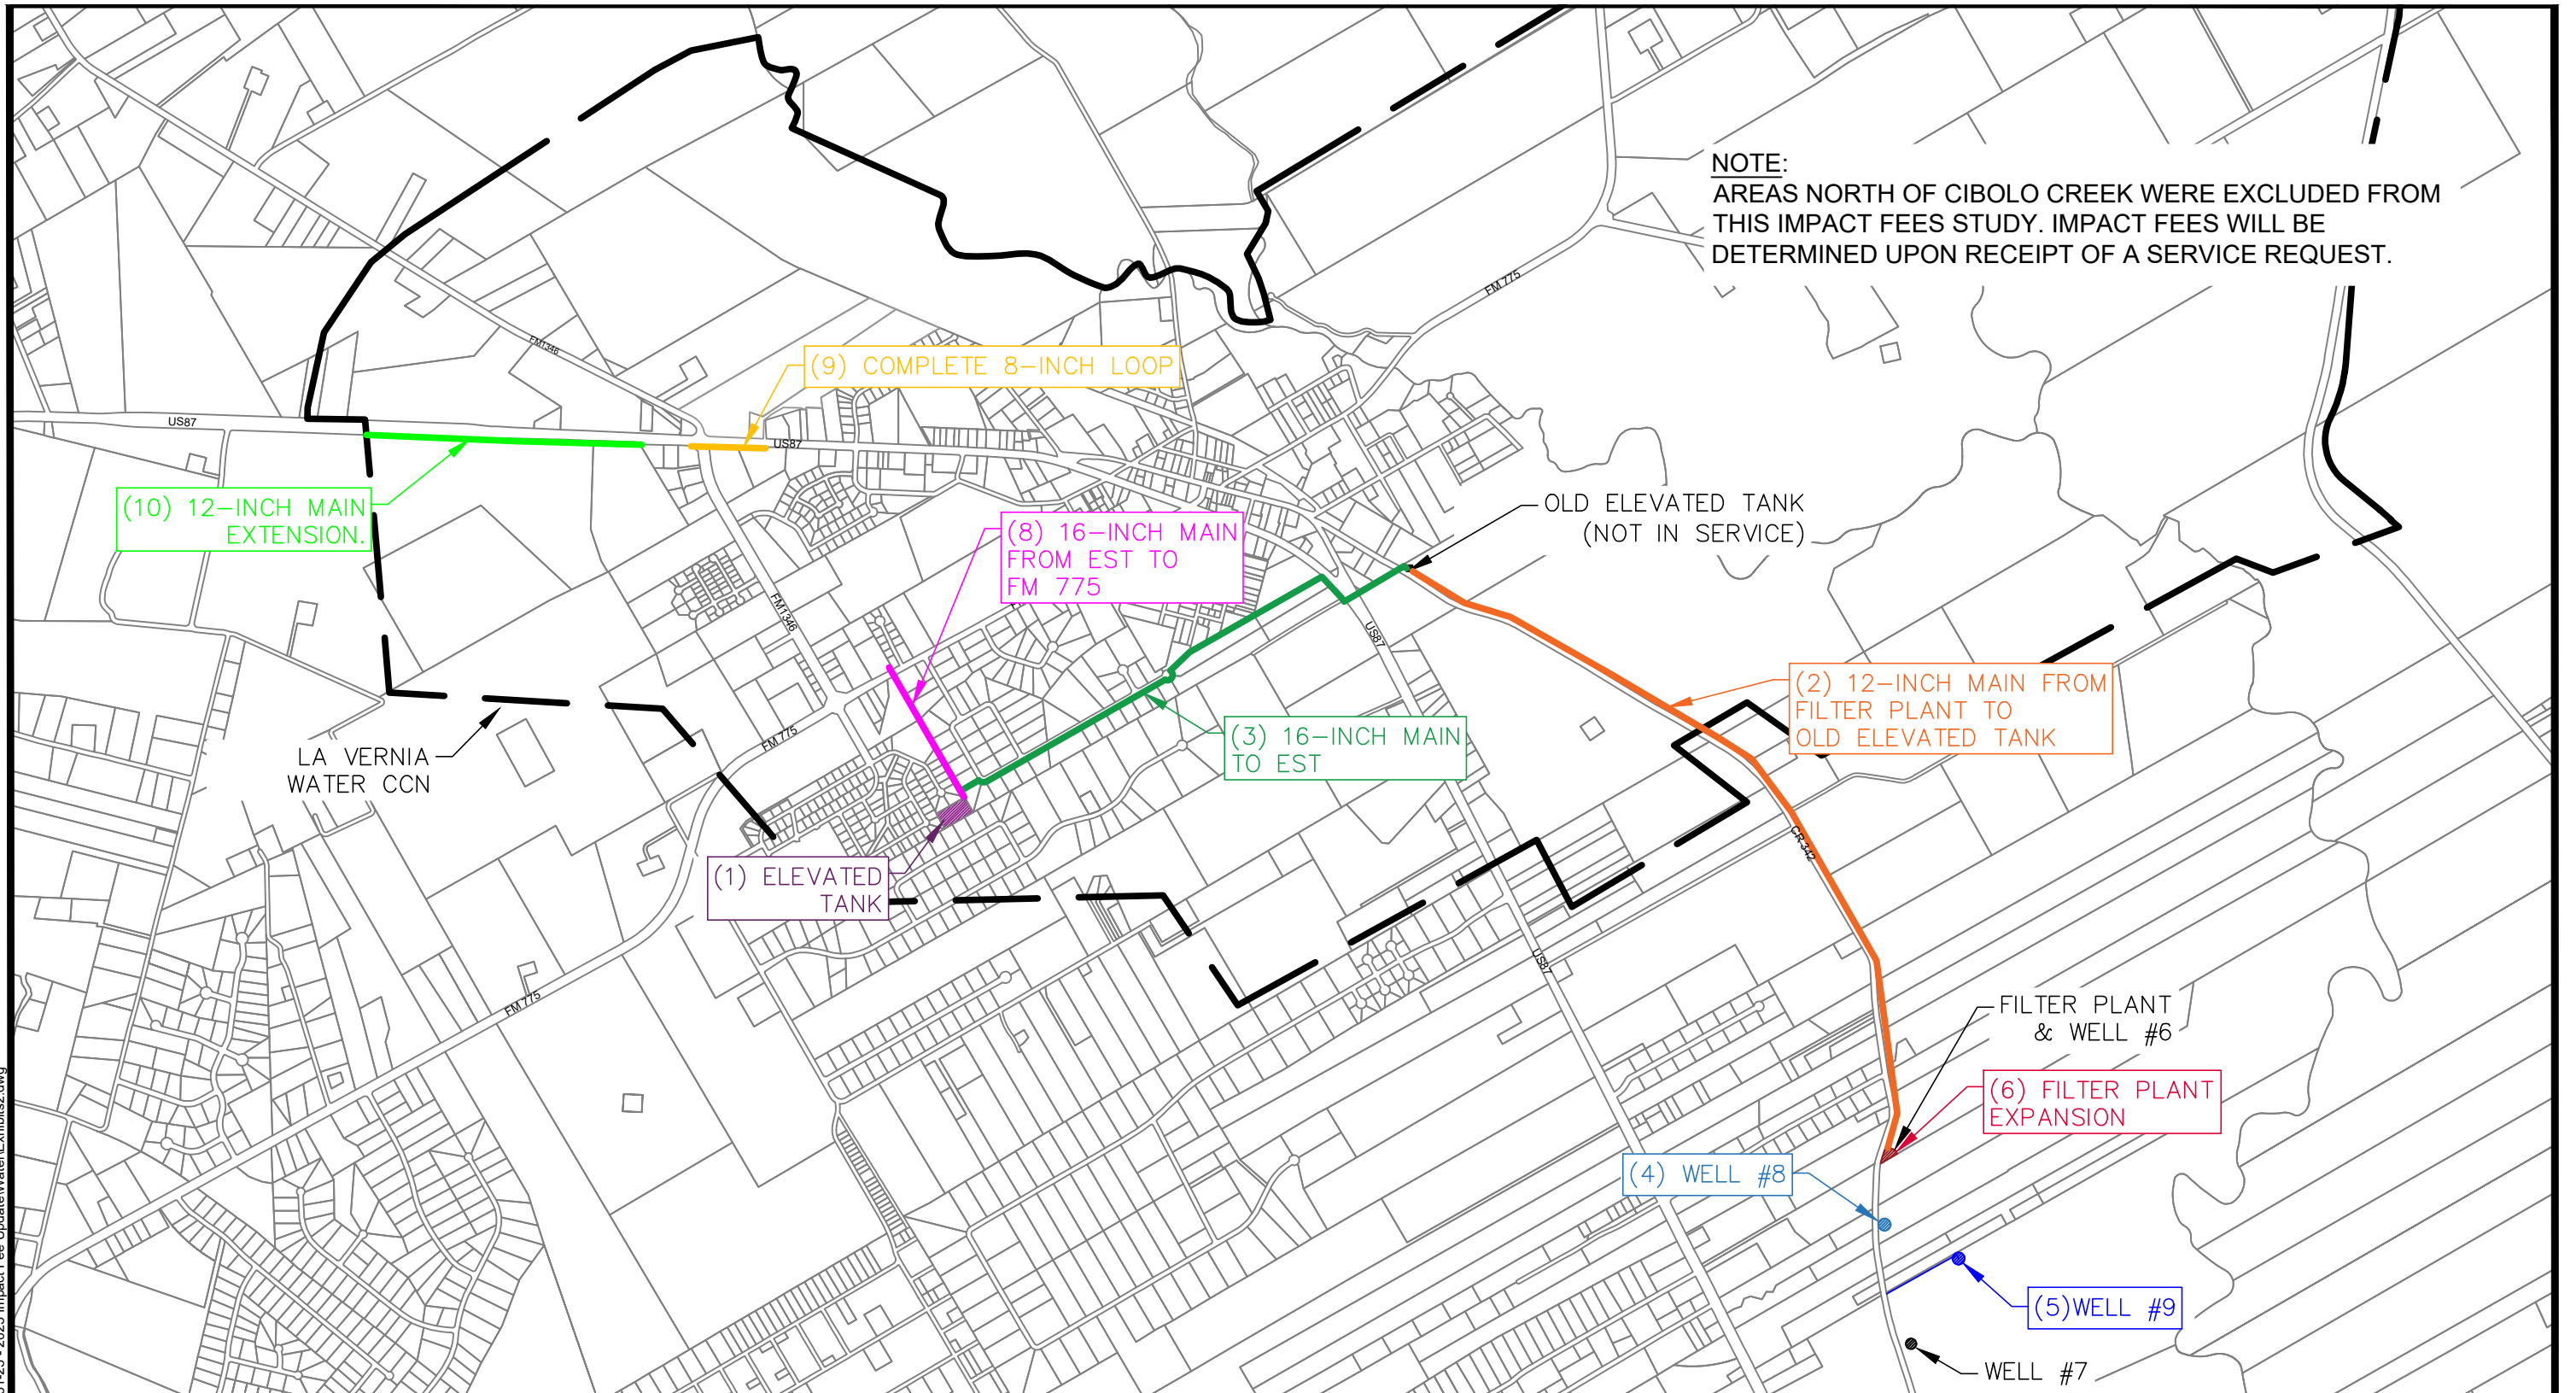 NOTE:
AREAS NORTH OF CIBOLO CREEK WERE EXCLUDED FROM
THIS IMPACT FEES STUDY. IMPACT FEES WILL BE
DETERMINED UPON RECEIPT OF A SERVICE REQUEST.
FM 775
FM1346
(9) COMPLETE 8-INCH LOOP
US87
US87
(10) 12-INCH MAIN
EXTENSION.
(8) 16-INCH MAIN
FROM EST TO
FM 775
OLD ELEVATED TANK
(NOT IN SERVICE)
FM1346
US87
(2) 12-INCH MAIN FROM
FILTER PLANT TO
OLD ELEVATED TANK
(3) 16-INCH MAIN
TO EST
FM 775
LA VERNIA
WATER CCN
CR 342
(1) ELEVATED
TANK
US87
FM 775
FILTER PLANT
& WELL #6
(6) FILTER PLANT
EXPANSION
(4) WELL #8
(5)WELL #9
WELL #7